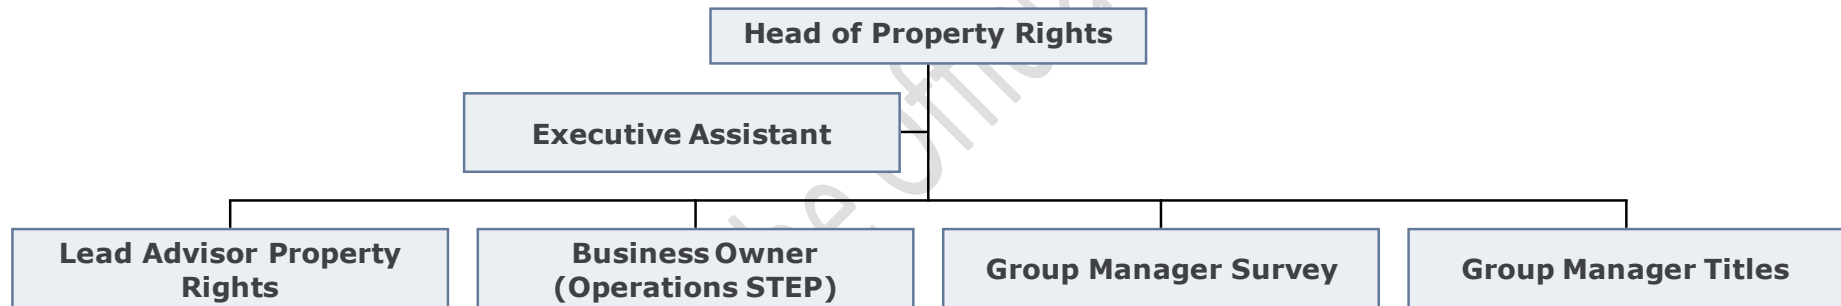 Head of Property Rights
Executive Assistant
Lead Advisor Property
Rights
Business Owner
(Operations STEP)
Group Manager Survey
Group Manager Titles